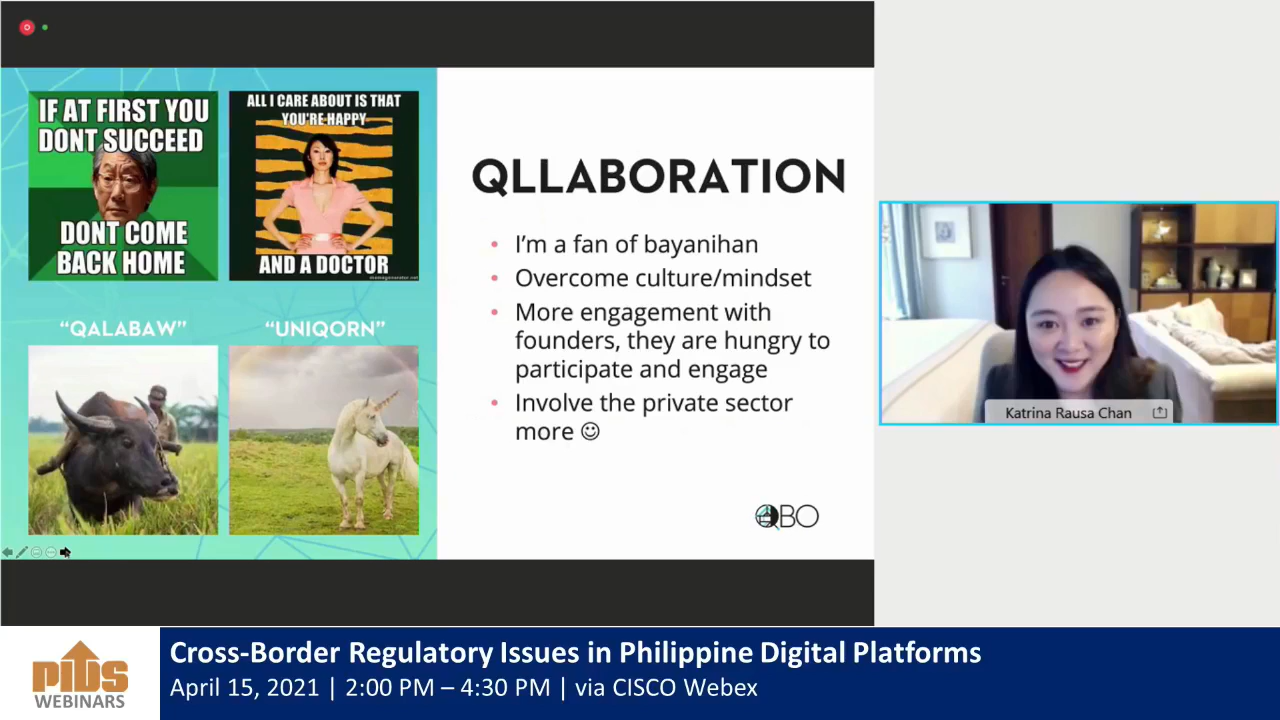 IF AT FIRST YOU
DONT SUCCEED
DONT COME
BACK HOME
ALL I CARE ABOUT IS THAT
YOU'RE HAPPY
AND A DOCTOR
memegenerator.net
“QALABAW”
“UNIQORN”
QLLABORATION
• I’m a fan of bayanihan
• Overcome culture/mindset
• More engagement with
founders, they are hungry to
participate and engage
• Involve the private sector
more ☺
QBO
Katrina Rausa Chan
PIDS
WEBINARS
Cross-Border Regulatory Issues in Philippine Digital Platforms
April 15, 2021 | 2:00 PM – 4:30 PM | via CISCO Webex